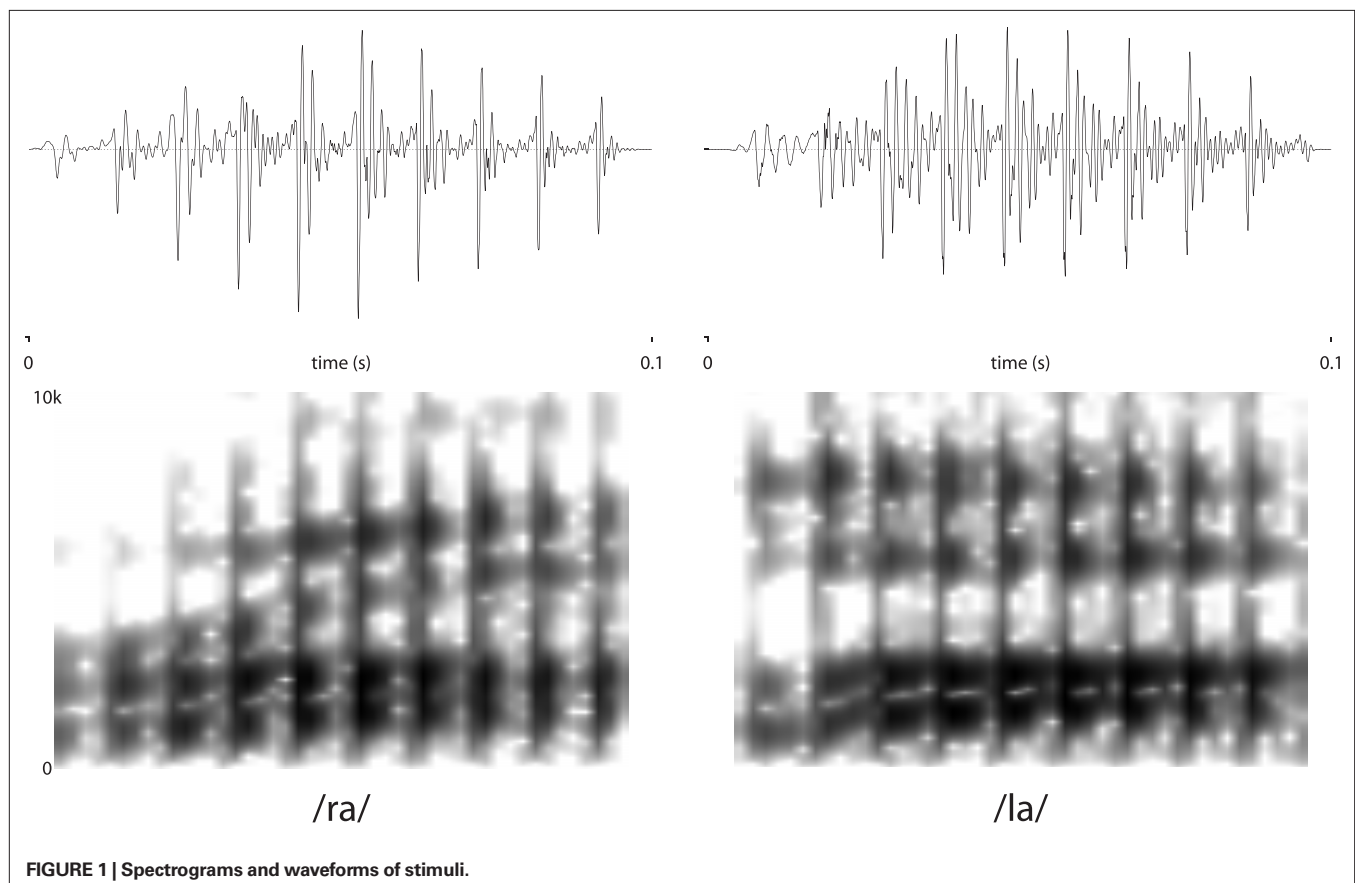 0 time (s) 0.1 0 time (s) 0.1
10k
0
/ra/ /la/
FIGURE 1 | Spectrograms and waveforms of stimuli.